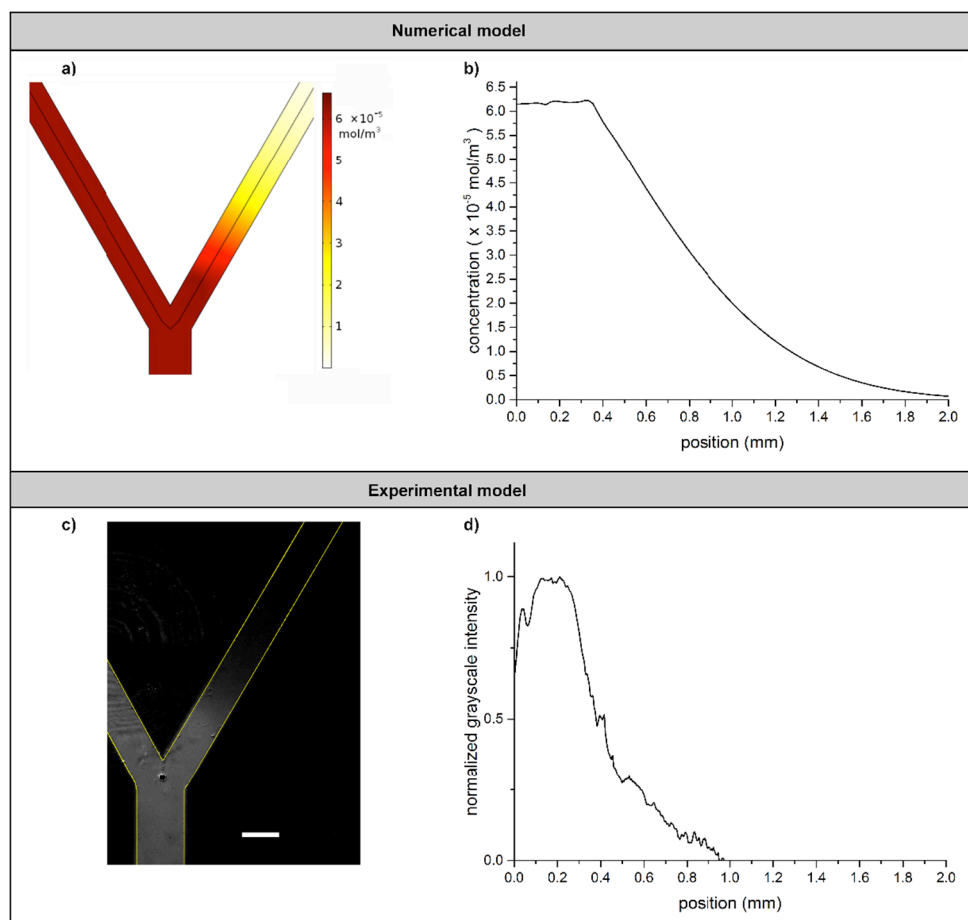 Numerical model
a)
6 ×10⁻⁵
mol/m³
5
4
3
2
1
b)
6.5
6.0
5.5
5.0
4.5
4.0
3.5
3.0
2.5
2.0
1.5
1.0
0.5
0.0
concentration ( x 10⁻⁵ mol/m³ )
0.0 0.2 0.4 0.6 0.8 1.0 1.2 1.4 1.6 1.8 2.0
position (mm)
Experimental model
c)
d)
1.0
0.5
0.0
normalized grayscale intensity
0.0 0.2 0.4 0.6 0.8 1.0 1.2 1.4 1.6 1.8 2.0
position (mm)